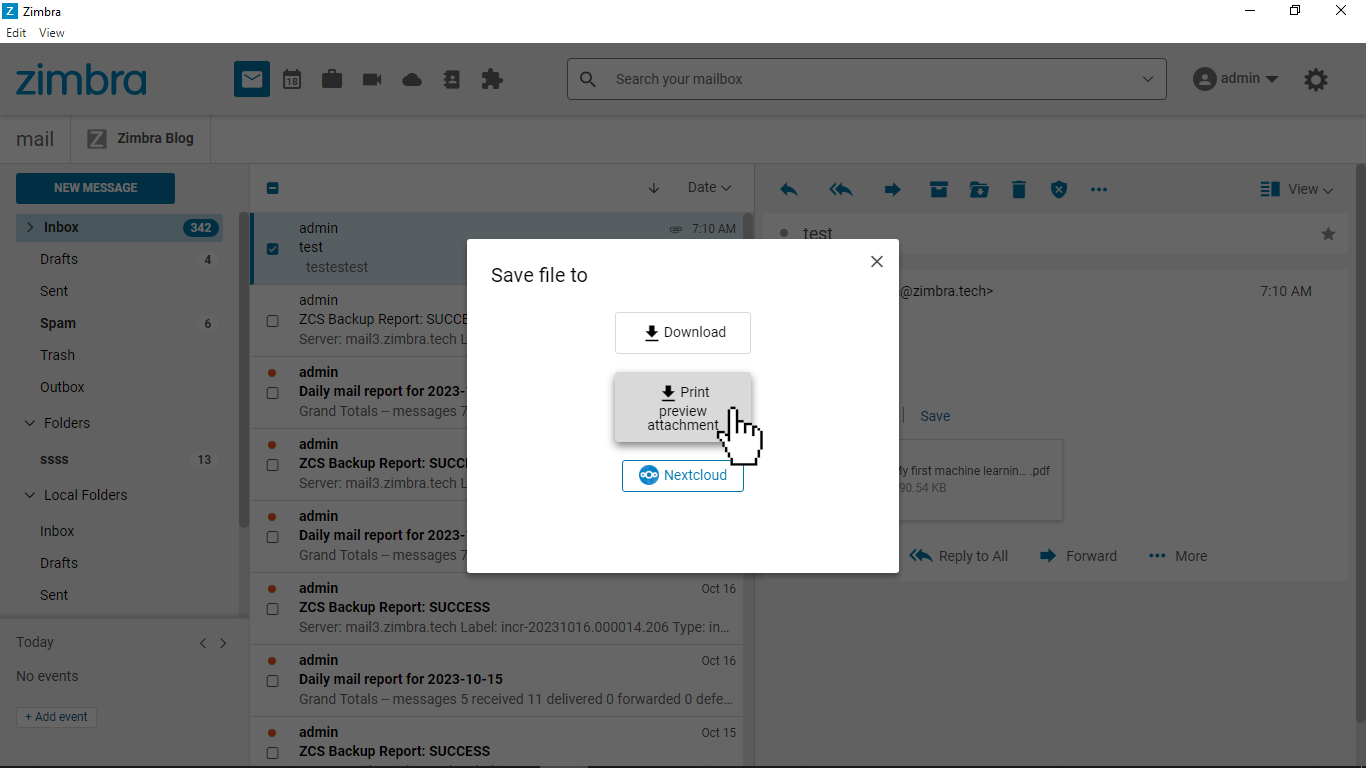 Zimbra
Edit View
zimbra
18
Search your mailbox
admin
mail
Zimbra Blog
NEW MESSAGE
Inbox 342
Drafts 4
Sent
Spam 6
Trash
Outbox
Folders
ssss 13
Local Folders
Inbox
Drafts
Sent
Today
No events
+ Add event
Date
admin 7:10 AM
test
testestest
admin
ZCS Backup Report: SUCCE
Server: mail3.zimbra.tech L
admin
Daily mail report for 2023-
Grand Totals -- messages 7
admin
ZCS Backup Report: SUCC
Server: mail3.zimbra.tech L
admin
Daily mail report for 2023-
Grand Totals -- messages 7
admin Oct 16
ZCS Backup Report: SUCCESS
Server: mail3.zimbra.tech Label: incr-20231016.000014.206 Type: in...
admin Oct 16
Daily mail report for 2023-10-15
Grand Totals -- messages 5 received 11 delivered 0 forwarded 0 defe...
admin Oct 15
ZCS Backup Report: SUCCESS
View
test
@zimbra.tech> 7:10 AM
Save
y first machine learnin... .pdf
90.54 KB
Reply to All
Forward
More
Save file to
Download
Print
preview
attachment
Nextcloud